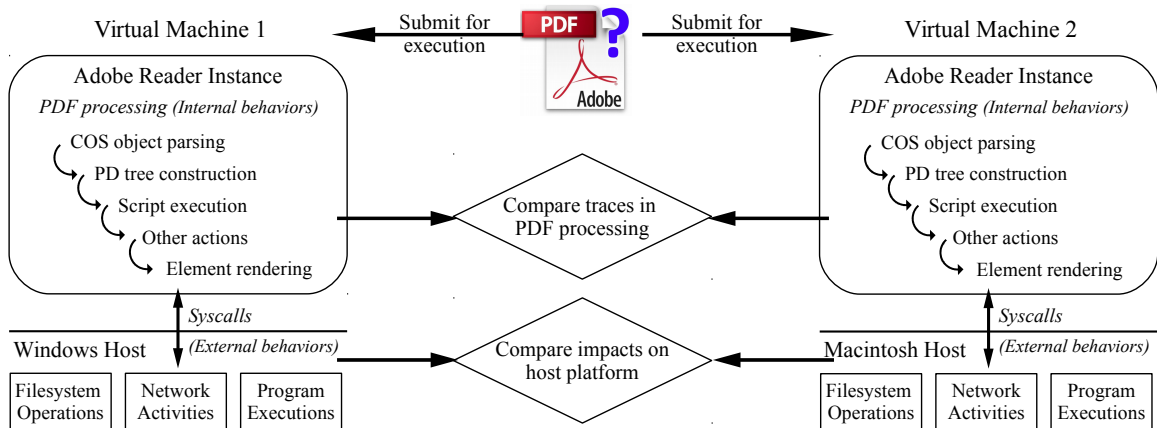 Virtual Machine 1
Submit for
execution
PDF
?
Adobe
Submit for
execution
Virtual Machine 2
Adobe Reader Instance
PDF processing (Internal behaviors)
COS object parsing
PD tree construction
Script execution
Other actions
Element rendering
Compare traces in
PDF processing
Adobe Reader Instance
PDF processing (Internal behaviors)
COS object parsing
PD tree construction
Script execution
Other actions
Element rendering
Syscalls
(External behaviors)
Windows Host
Filesystem
Operations
Network
Activities
Program
Executions
Compare impacts on
host platform
Syscalls
(External behaviors)
Macintosh Host
Filesystem
Operations
Network
Activities
Program
Executions